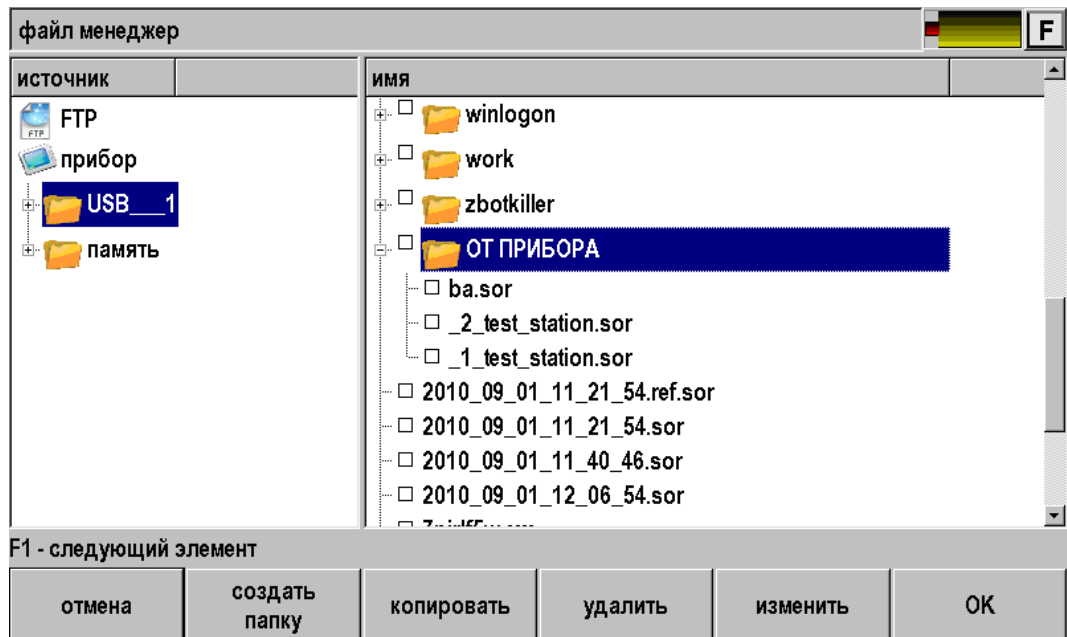 файл менеджер
F
источник
имя
FTP
FTP
прибор
USB___1
память
winlogon
work
zbotkiller
ОТ ПРИБОРА
ba.sor
_2_test_station.sor
_1_test_station.sor
2010_09_01_11_21_54.ref.sor
2010_09_01_11_21_54.sor
2010_09_01_11_40_46.sor
2010_09_01_12_06_54.sor
F1 - следующий элемент
отмена
создать
папку
копировать
удалить
изменить
OK